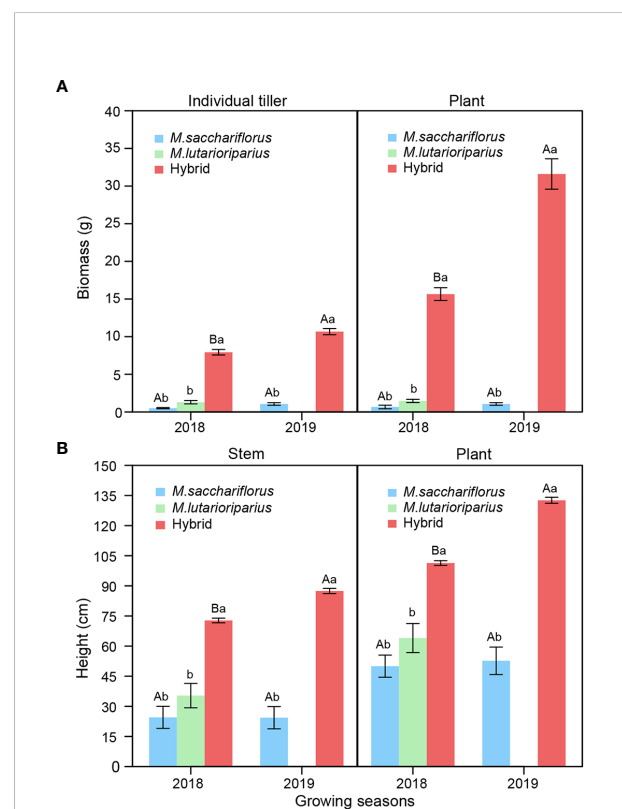 A
Individual tiller
Plant
40
35
30
25
20
15
10
5
0
Biomass (g)
M.sacchariflorus
M.lutarioriparius
Hybrid
M.sacchariflorus
M.lutarioriparius
Hybrid
Ab
b
Ba
Ab
Aa
Ab
b
Ba
Ab
Aa
2018
2019
2018
2019
B
Stem
Plant
150
135
120
105
90
75
60
45
30
15
0
Height (cm)
M.sacchariflorus
M.lutarioriparius
Hybrid
M.sacchariflorus
M.lutarioriparius
Hybrid
Ab
b
Ba
Ab
Aa
Ab
b
Ba
Ab
Aa
2018
2019
2018
2019
Growing seasons